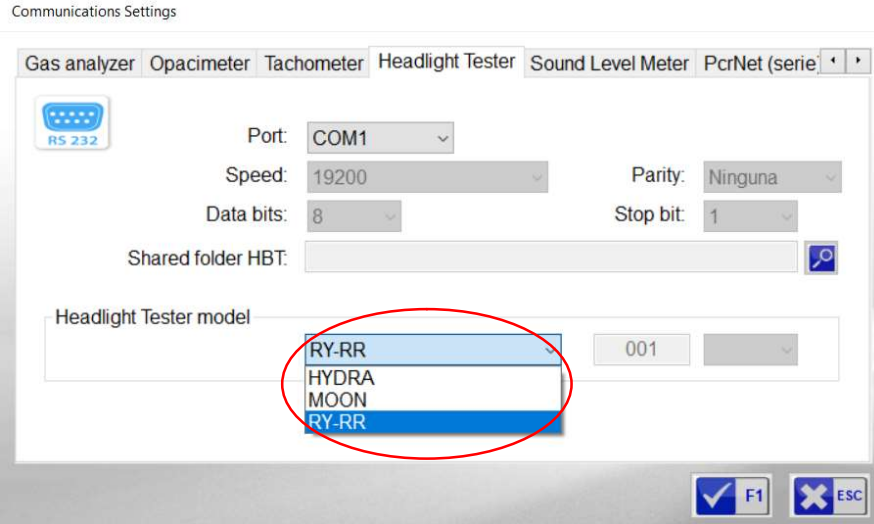 Communications Settings
Gas analyzer Opacimeter Tachometer Headlight Tester Sound Level Meter PcrNet (serie
RS 232
Port: COM1
Speed: 19200 Parity: Ninguna
Data bits: 8 Stop bit: 1
Shared folder HBT:
Headlight Tester model
RY-RR 001
HYDRA
MOON
RY-RR
F1 ESC